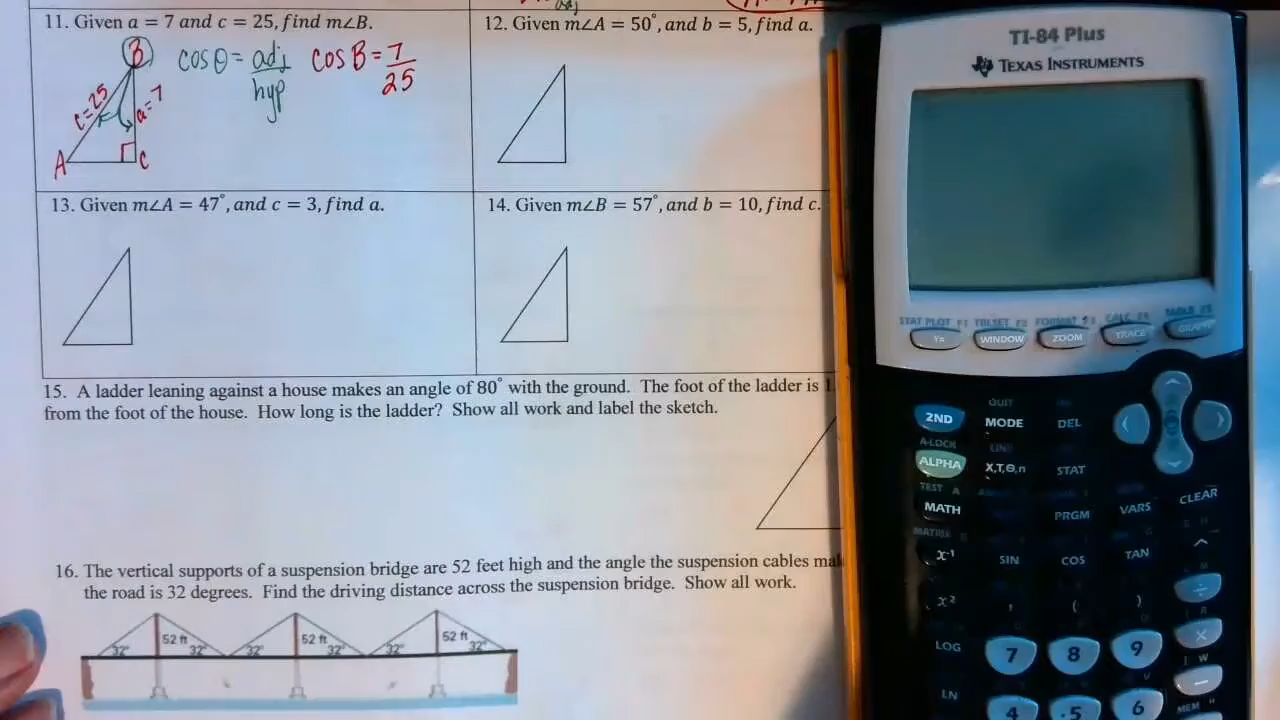 11. Given a = 7 and c = 25, find m∠B.
B
cos θ = adj/hyp
cos B = 7/25
c=25
a=7
A
C
12. Given m∠A = 50°, and b = 5, find a.
13. Given m∠A = 47°, and c = 3, find a.
14. Given m∠B = 57°, and b = 10, find c.
15. A ladder leaning against a house makes an angle of 80° with the ground. The foot of the ladder is
from the foot of the house. How long is the ladder? Show all work and label the sketch.
16. The vertical supports of a suspension bridge are 52 feet high and the angle the suspension cables
the road is 32 degrees. Find the driving distance across the suspension bridge. Show all work.
52 ft 52 ft 52 ft
32° 32° 32° 32° 32° 32°
TI-84 Plus
TEXAS INSTRUMENTS
STAT PLOT F1 TBLSET F2 FORMAT F3 CALC F4 TABLE F5
Y= WINDOW ZOOM TRACE GRAPH
QUIT
2ND MODE DEL
A-LOCK LINK
ALPHA X,T,θ,n STAT
TEST A
MATH PRGM VARS CLEAR
MATRIX
x⁻¹ SIN COS TAN ^
x² , ( ) ÷
LOG 7 8 9 ×
LN 4 5 6 −
MEM "